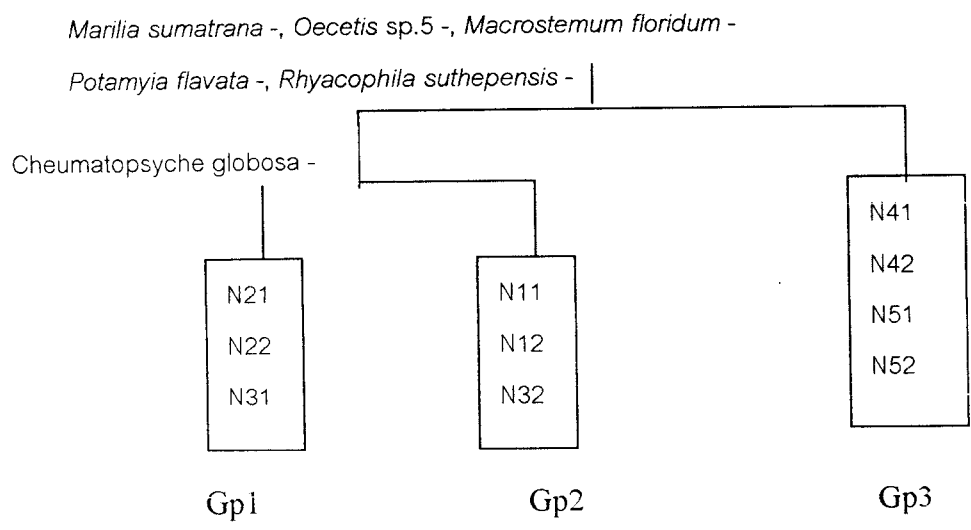 Marilia sumatrana -, Oecetis sp.5 -, Macrostemum floridum -
Potamyia flavata -, Rhyacophila suthepensis -
Cheumatopsyche globosa -
N21
N22
N31
N11
N12
N32
N41
N42
N51
N52
Gp1
Gp2
Gp3